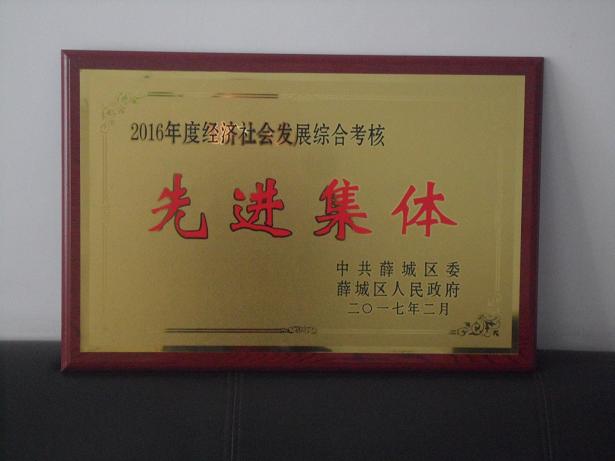 2016年度经济社会发展综合考核
先进集体
中共薛城区委
薛城区人民政府
二〇一七年二月